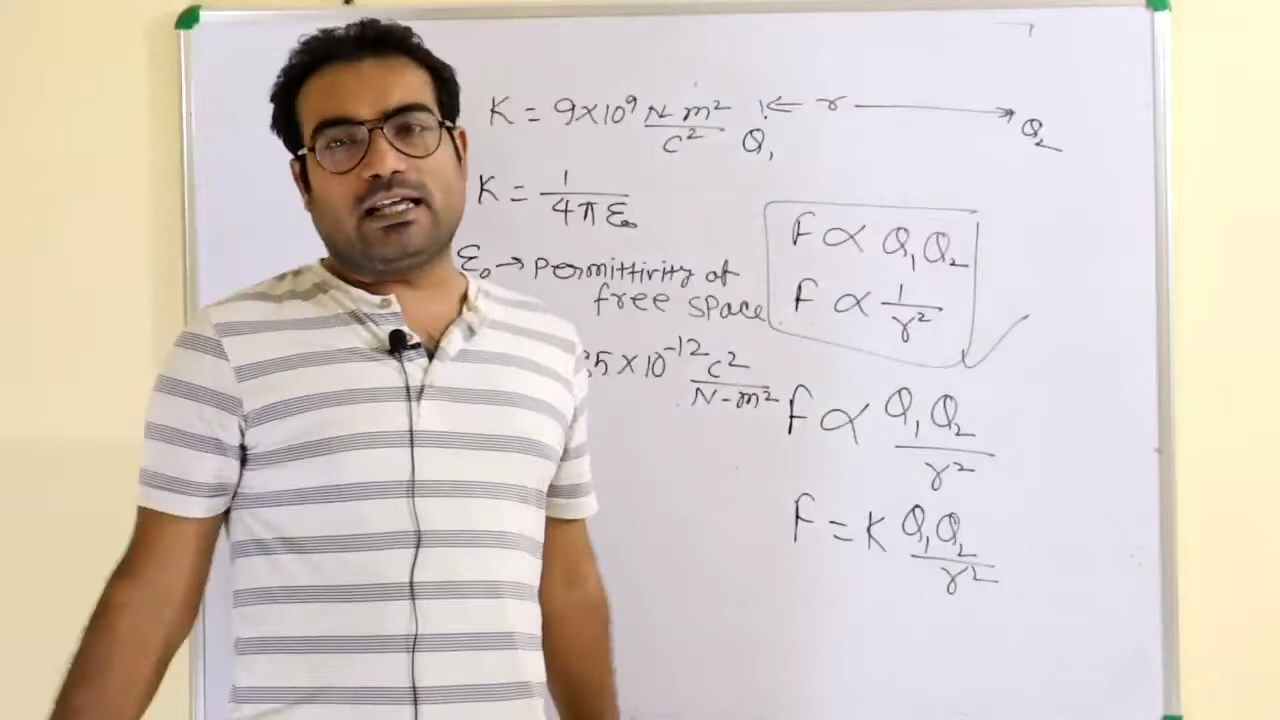 K = 9×10⁹ N-m²/C²
← r →
Q₁ Q₂
K = 1/4πε₀
ε₀ → Permittivity of
free space
5 × 10⁻¹² C²/N-m²
F ∝ Q₁Q₂
F ∝ 1/r²
F ∝ Q₁Q₂/r²
F = K Q₁Q₂/r²